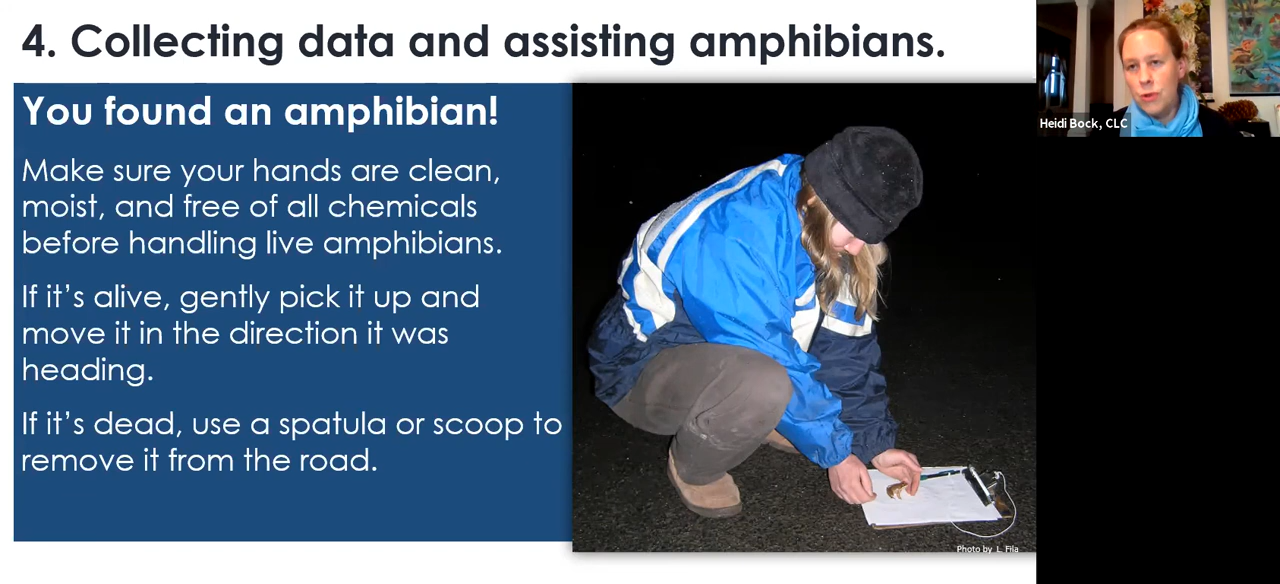 4. Collecting data and assisting amphibians.
You found an amphibian!
Make sure your hands are clean,
moist, and free of all chemicals
before handling live amphibians.
If it's alive, gently pick it up and
move it in the direction it was
heading.
If it's dead, use a spatula or scoop to
remove it from the road.
Photo by L. Fila
Heidi Bock, CLC